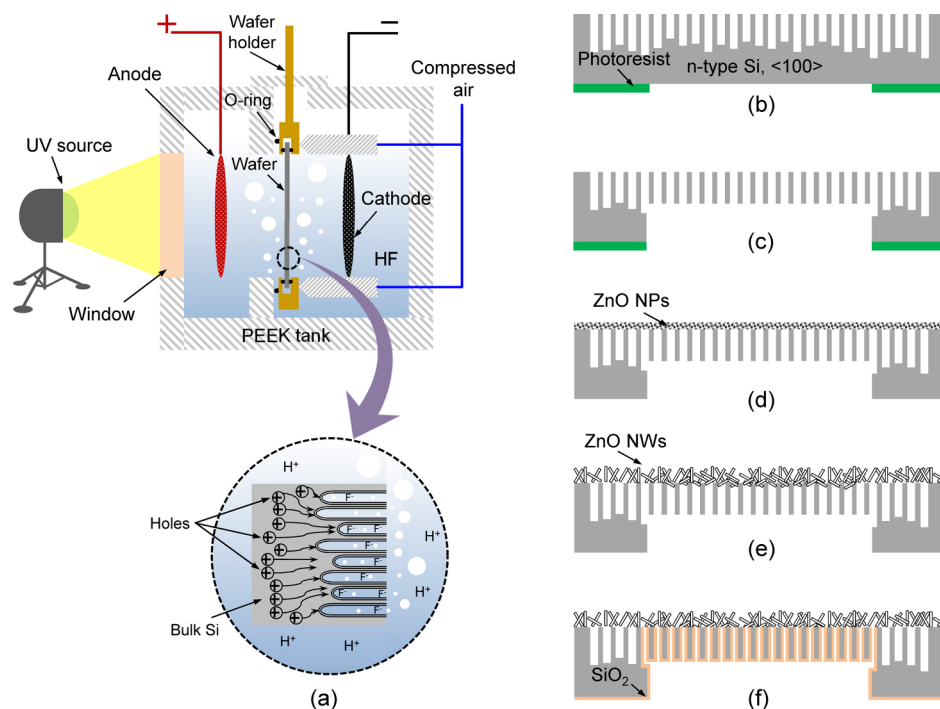 +
−
Wafer
holder
Anode
O-ring
Compressed
air
UV source
Wafer
Cathode
HF
Window
PEEK tank
H⁺
F⁻
Holes
F⁻ F⁻
H⁺
F⁻
F⁻
F⁻
F⁻ F⁻
H⁺
F⁻
Bulk Si
H⁺
H⁺
(a)
Photoresist
n-type Si, <100>
(b)
(c)
ZnO NPs
(d)
ZnO NWs
(e)
SiO₂
(f)